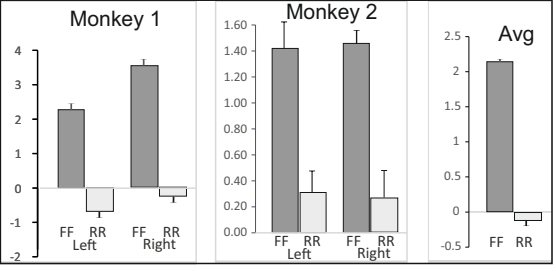 Monkey 1
4
3
2
1
0
-1
-2
FF RR FF RR
Left Right
Monkey 2
1.60
1.40
1.20
1.00
0.80
0.60
0.40
0.20
0.00
FF RR FF RR
Left Right
Avg
2.5
2
1.5
1
0.5
0
-0.5
FF RR